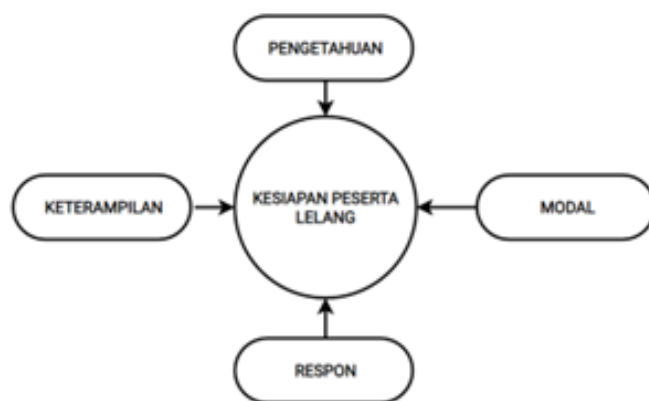 PENGETAHUAN
KETERAMPILAN
KESIAPAN PESERTA
LELANG
MODAL
RESPON